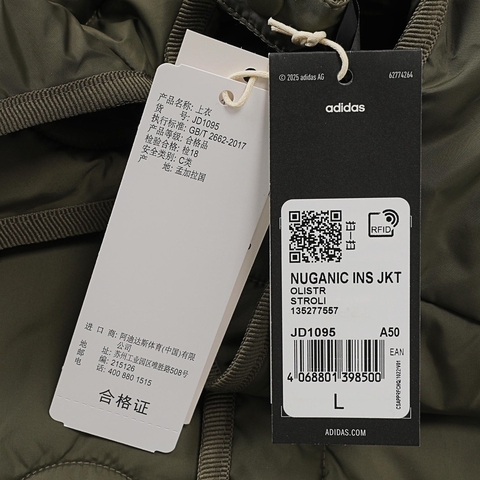 产品名称: 上衣
货 号: JD1095
执行标准: GB/T 2662-2017
产品等级: 合格品
检验合格: 检18
安全类别: C类
产 地: 孟加拉国
进 口 商: 阿迪达斯体育(中国)有限公司
地 址: 苏州工业园区唯胜路508号
邮 编: 215126
电 话: 400 880 1515
合格证
© 2025 adidas AG
62774264
adidas
RFID
NUGANIC INS JKT
OLISTR
STROLI
135277557
JD1095 A50
EAN
4 068801 398500
L
ADIDAS.COM